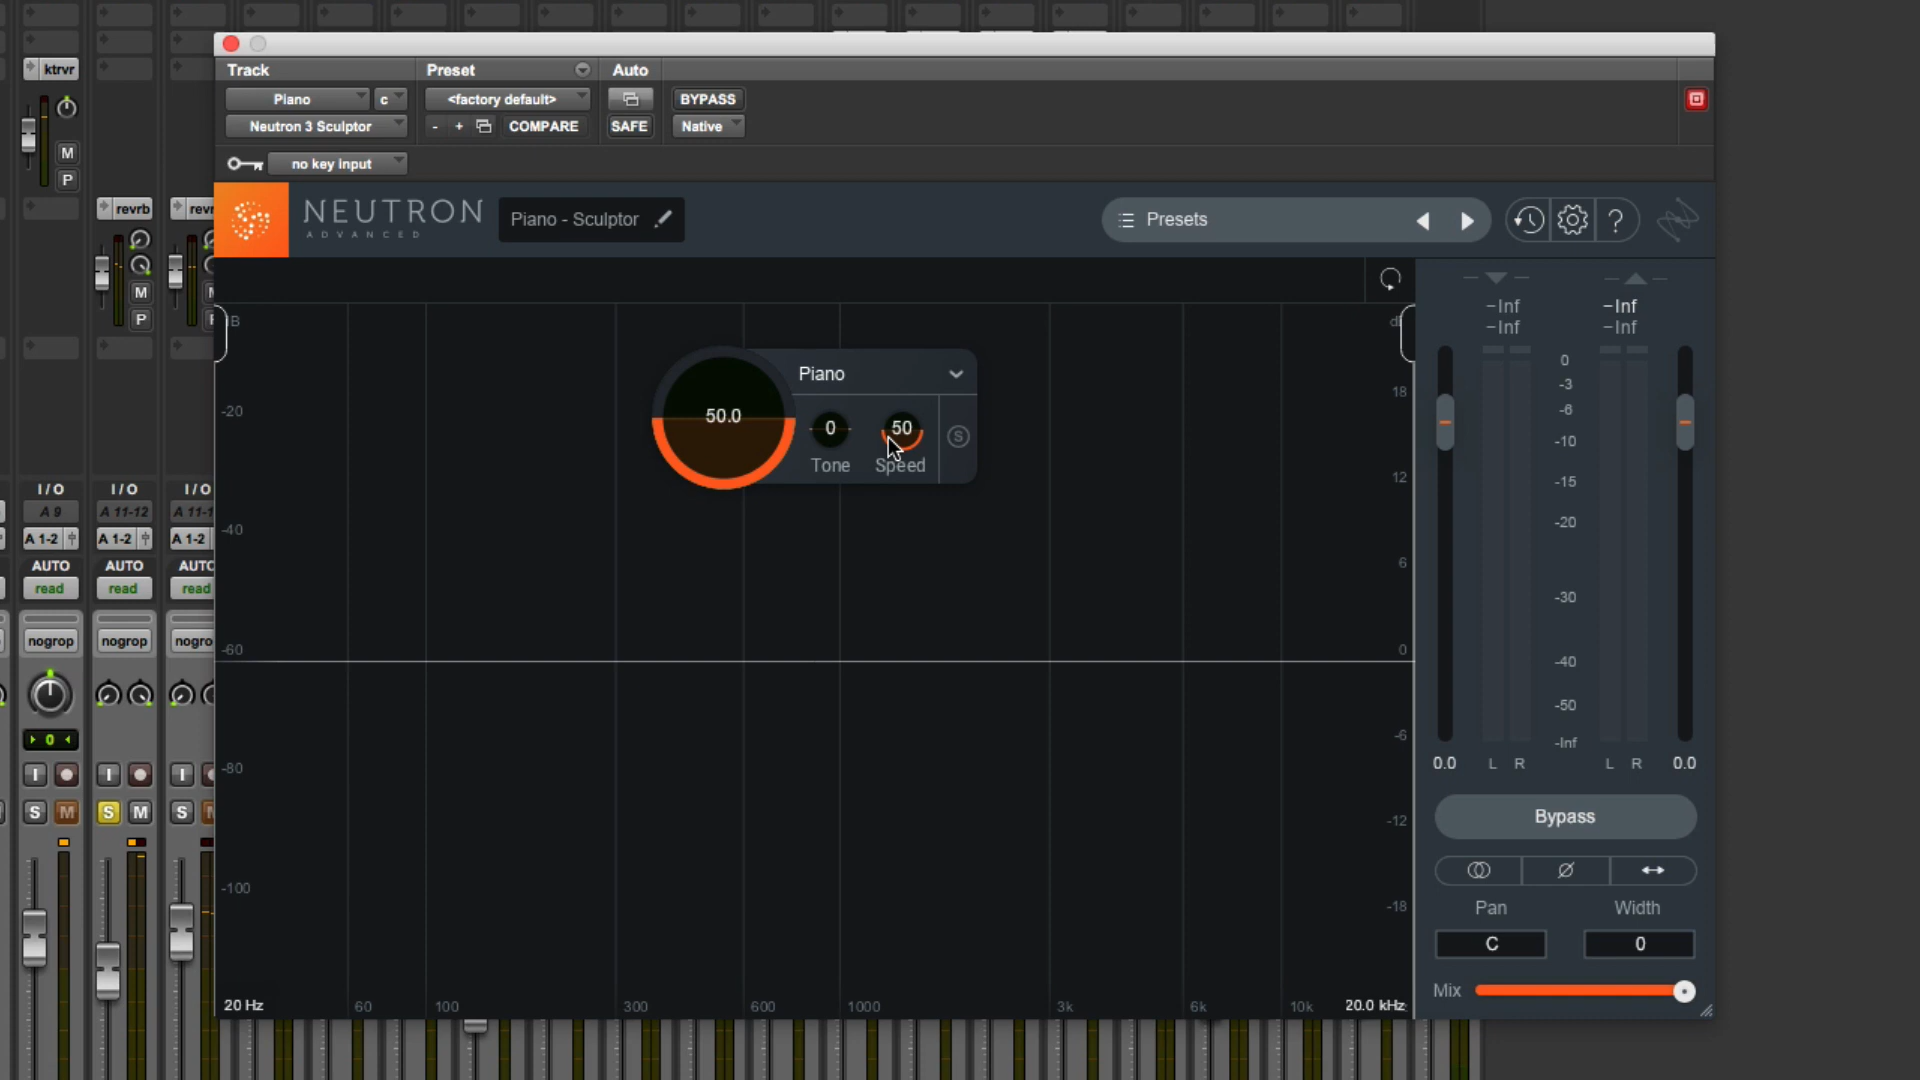 ktrvr
M
P
revrb
M
P
Track
Preset
Auto
Piano
c
<factory default>
BYPASS
Neutron 3 Sculptor
- +
COMPARE
SAFE
Native
no key input
NEUTRON
ADVANCED
Piano - Sculptor
Presets
?
-Inf
-Inf
-Inf
-Inf
Piano
50.0
0
50
Tone
Speed
S
-20
-40
-60
-80
-100
18
12
6
0
-6
-12
-18
20 Hz
60
100
300
600
1000
3k
6k
10k
20.0 kHz
0
-3
-6
-10
-15
-20
-30
-40
-50
-Inf
0.0
L R
L R
0.0
Bypass
Pan
Width
C
0
Mix
I/O
I/O
I/O
A 9
A 11-12
A 1-2
A 1-2
A 1-2
AUTO
AUTO
read
read
read
nogrop
nogrop
0
I
I
I
S
M
S
M
S